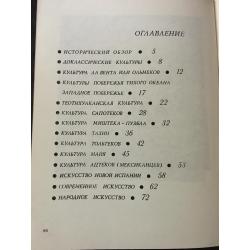 ОГЛАВЛЕНИЕ
ИСТОРИЧЕСКИЙ ОБЗОР • 5
ДОКЛАССИЧЕСКИЕ КУЛЬТУРЫ • 8
КУЛЬТУРА ЛА ВЕНТА ИЛИ ОЛЬМЕКОВ • 12
КУЛЬТУРЫ ПОБЕРЕЖЬЯ ТИХОГО ОКЕАНА
ЗАПАДНОЕ ПОБЕРЕЖЬЕ • 17
ТЕОТИХУАКАНСКАЯ КУЛЬТУРА • 22
КУЛЬТУРА САПОТЕКОВ • 28
КУЛЬТУРА МИШТЕКА-ПУЭБЛА • 32
КУЛЬТУРА ТАХИН • 36
КУЛЬТУРА ТОЛЬТЕКОВ • 42
КУЛЬТУРА МАЙЯ • 45
КУЛЬТУРА АЦТЕКОВ (МЕКСИКАНЦЕВ) • 53
ИСКУССТВО НОВОЙ ИСПАНИИ • 58
СОВРЕМЕННОЕ ИСКУССТВО • 62
НАРОДНОЕ ИСКУССТВО • 72